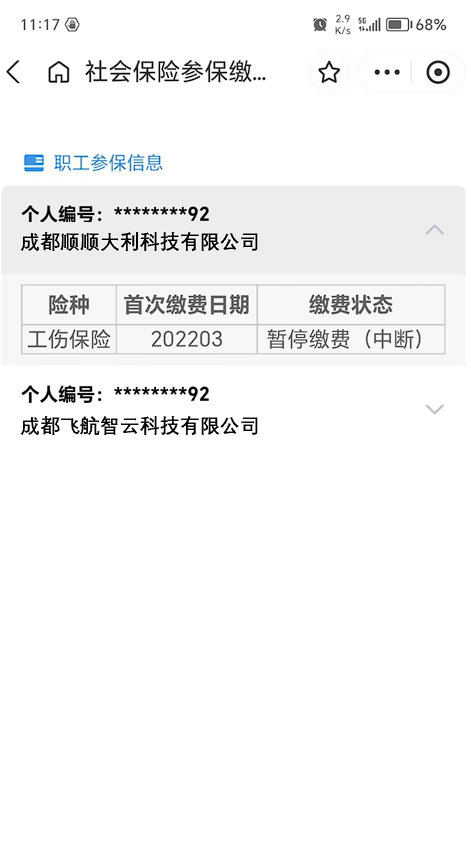 11:17 2.9 K/s 5G 68%
社会保险参保缴...
职工参保信息
个人编号：********92
成都顺顺大利科技有限公司
险种 首次缴费日期 缴费状态
工伤保险 202203 暂停缴费（中断）
个人编号：********92
成都飞航智云科技有限公司